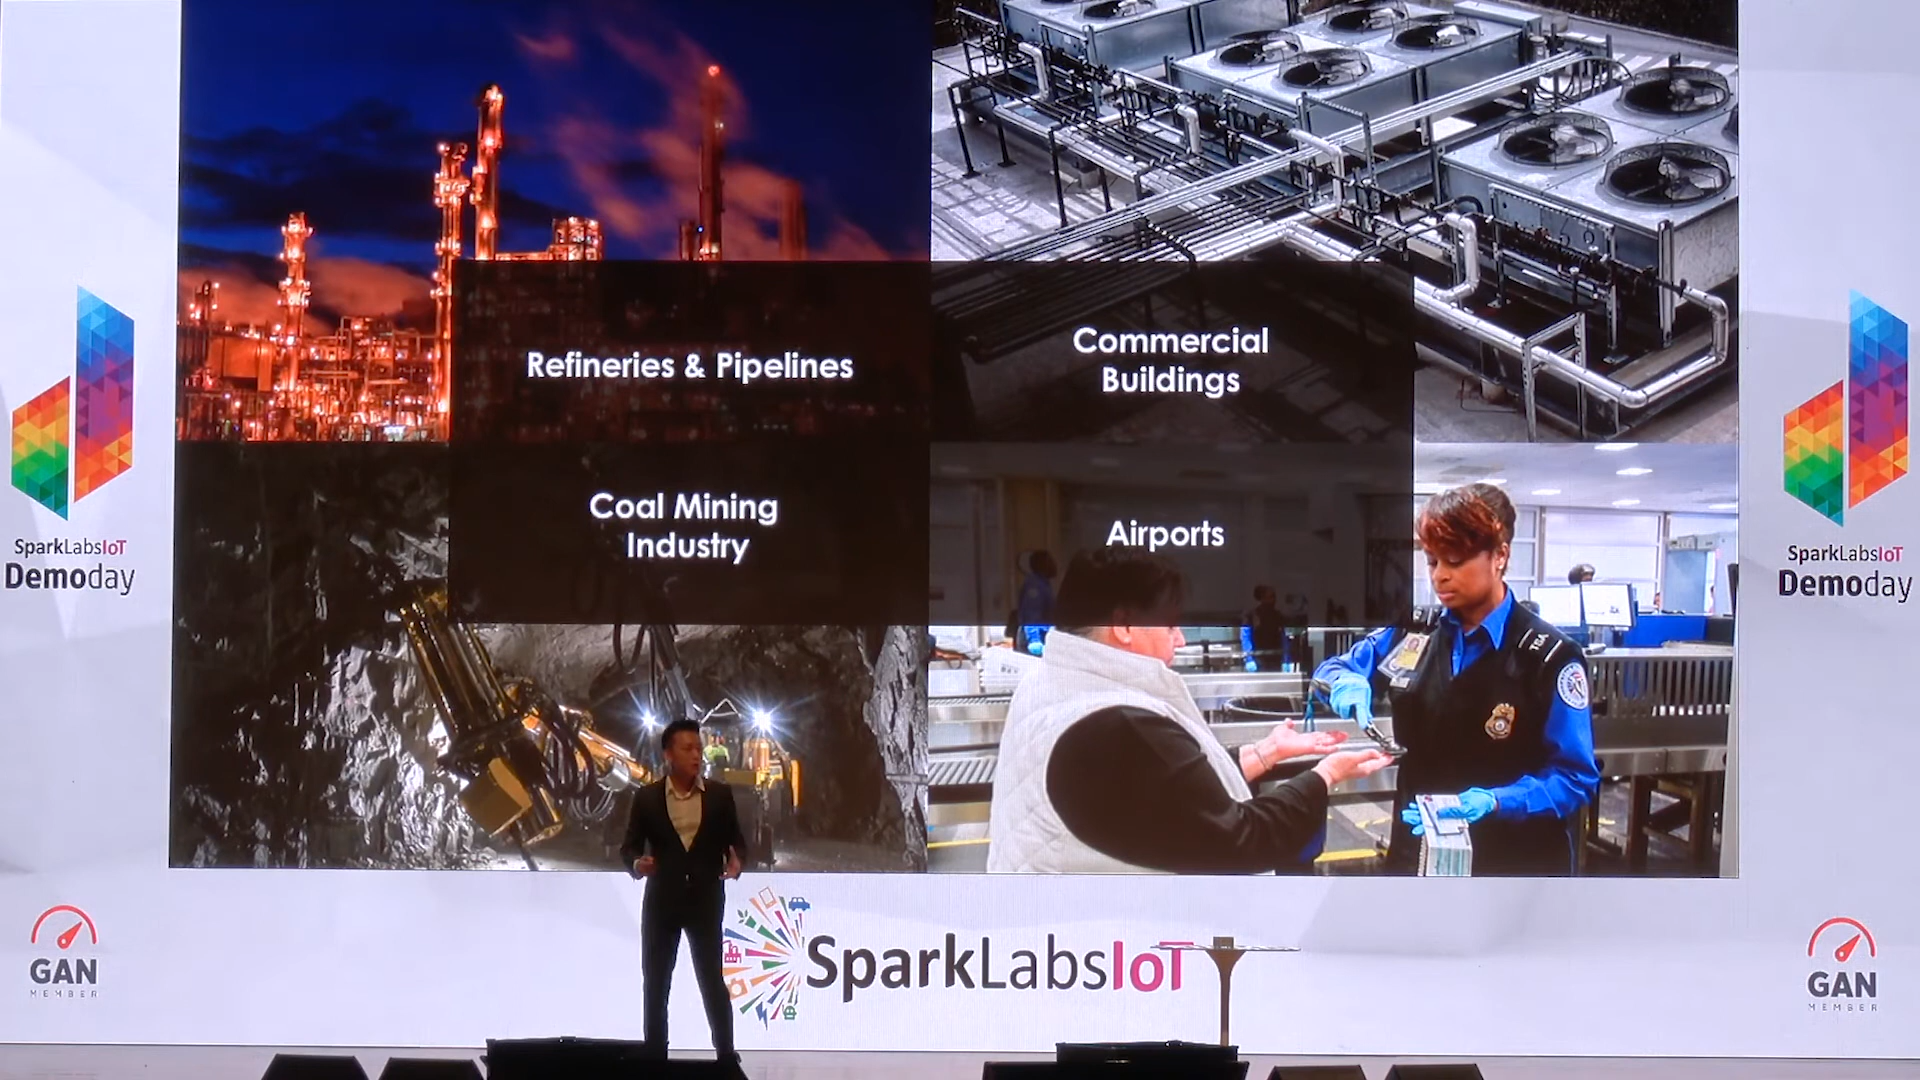 Refineries & Pipelines
Commercial
Buildings
Coal Mining
Industry
Airports
TSA
SparkLabsIoT
Demoday
SparkLabsIoT
Demoday
GAN
MEMBER
SparkLabsIoT
GAN
MEMBER